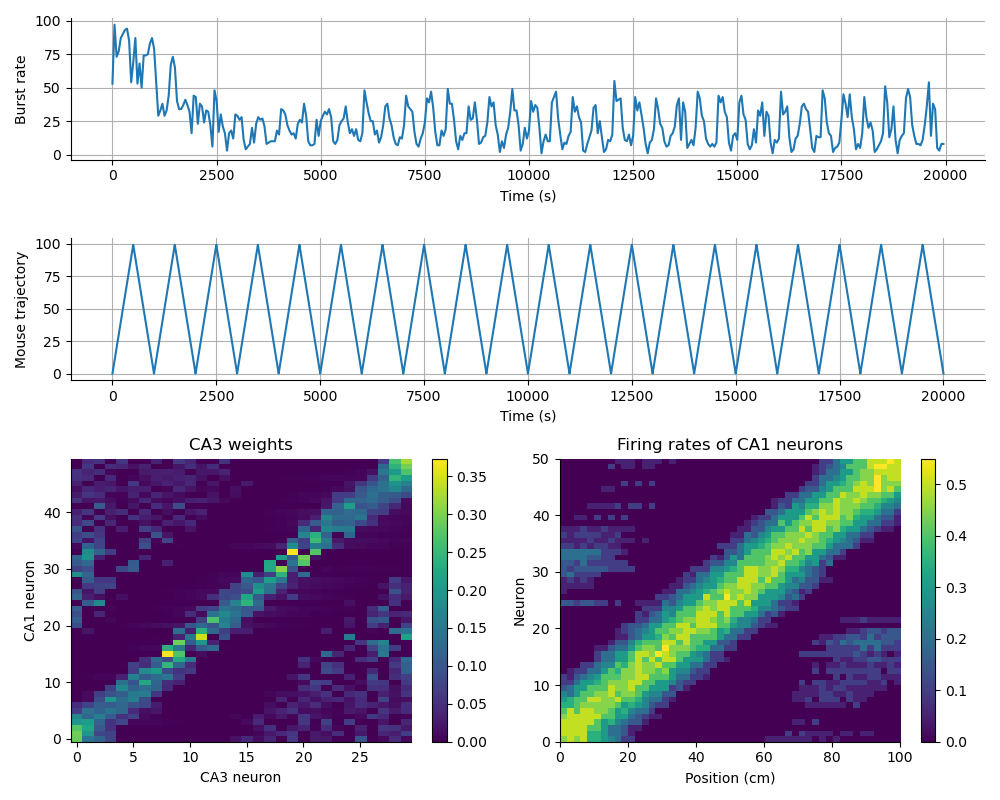 100
75
50
25
0
Burst rate
0 2500 5000 7500 10000 12500 15000 17500 20000
Time (s)
100
75
50
25
0
Mouse trajectory
0 2500 5000 7500 10000 12500 15000 17500 20000
Time (s)
CA3 weights
40
30
20
10
0
CA1 neuron
0 5 10 15 20 25
CA3 neuron
0.35
0.30
0.25
0.20
0.15
0.10
0.05
0.00
Firing rates of CA1 neurons
50
40
30
20
10
0
Neuron
0 20 40 60 80 100
Position (cm)
0.5
0.4
0.3
0.2
0.1
0.0